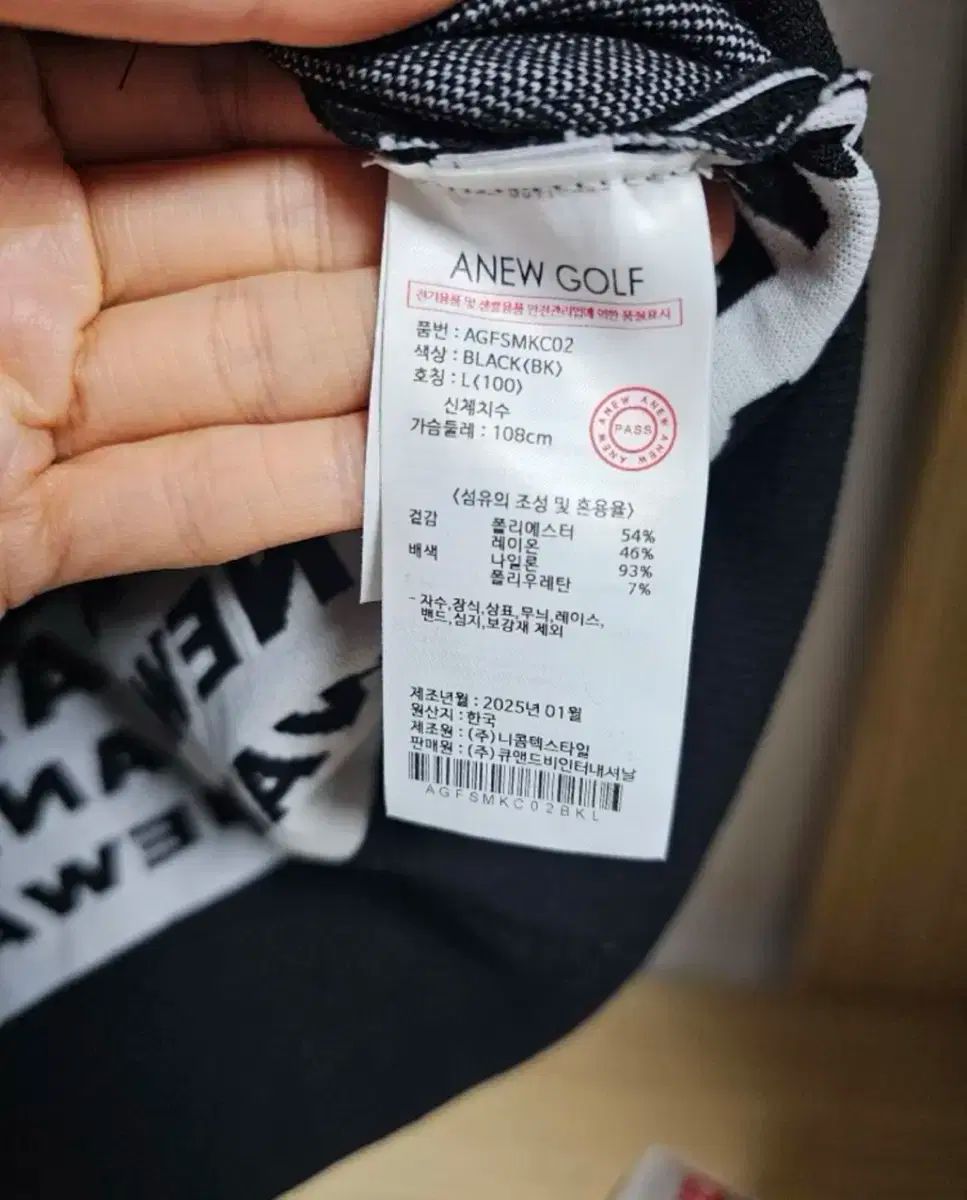 ANEW GOLF
전기용품 및 생활용품 안전관리법에 의한 품질표시
품번 : AGFSMKC02
색상 : BLACK(BK)
호칭 : L(100)
신체치수
가슴둘레 : 108cm
ANEW ANEW ANEW ANEW
PASS
<섬유의 조성 및 혼용율>
겉감 폴리에스터 54%
레이온 46%
배색 나일론 93%
폴리우레탄 7%
- 자수,장식,상표,무늬,레이스,
밴드,심지,보강재 제외
제조년월 : 2025년 01월
원산지 : 한국
제조원 : (주)니콤텍스타일
판매원 : (주)큐앤드비인터내셔날
AGFSMKC02BKL